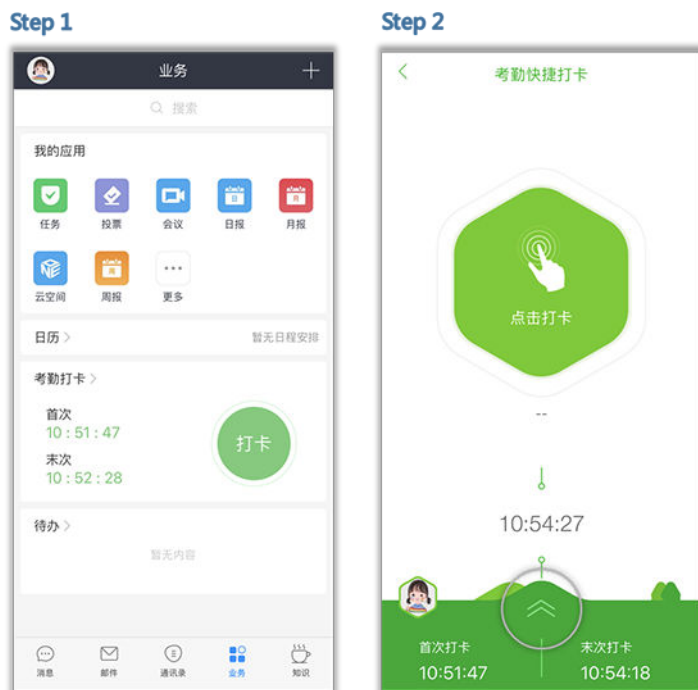 Step 1
业务
搜索
我的应用
任务 投票 会议 日报 月报
云空间 周报 更多
日历 暂无日程安排
考勤打卡
首次
10:51:47
末次
10:52:28
打卡
待办
暂无内容
消息 邮件 通讯录 业务 知识
Step 2
考勤快捷打卡
点击打卡
--
10:54:27
首次打卡 末次打卡
10:51:47 10:54:18